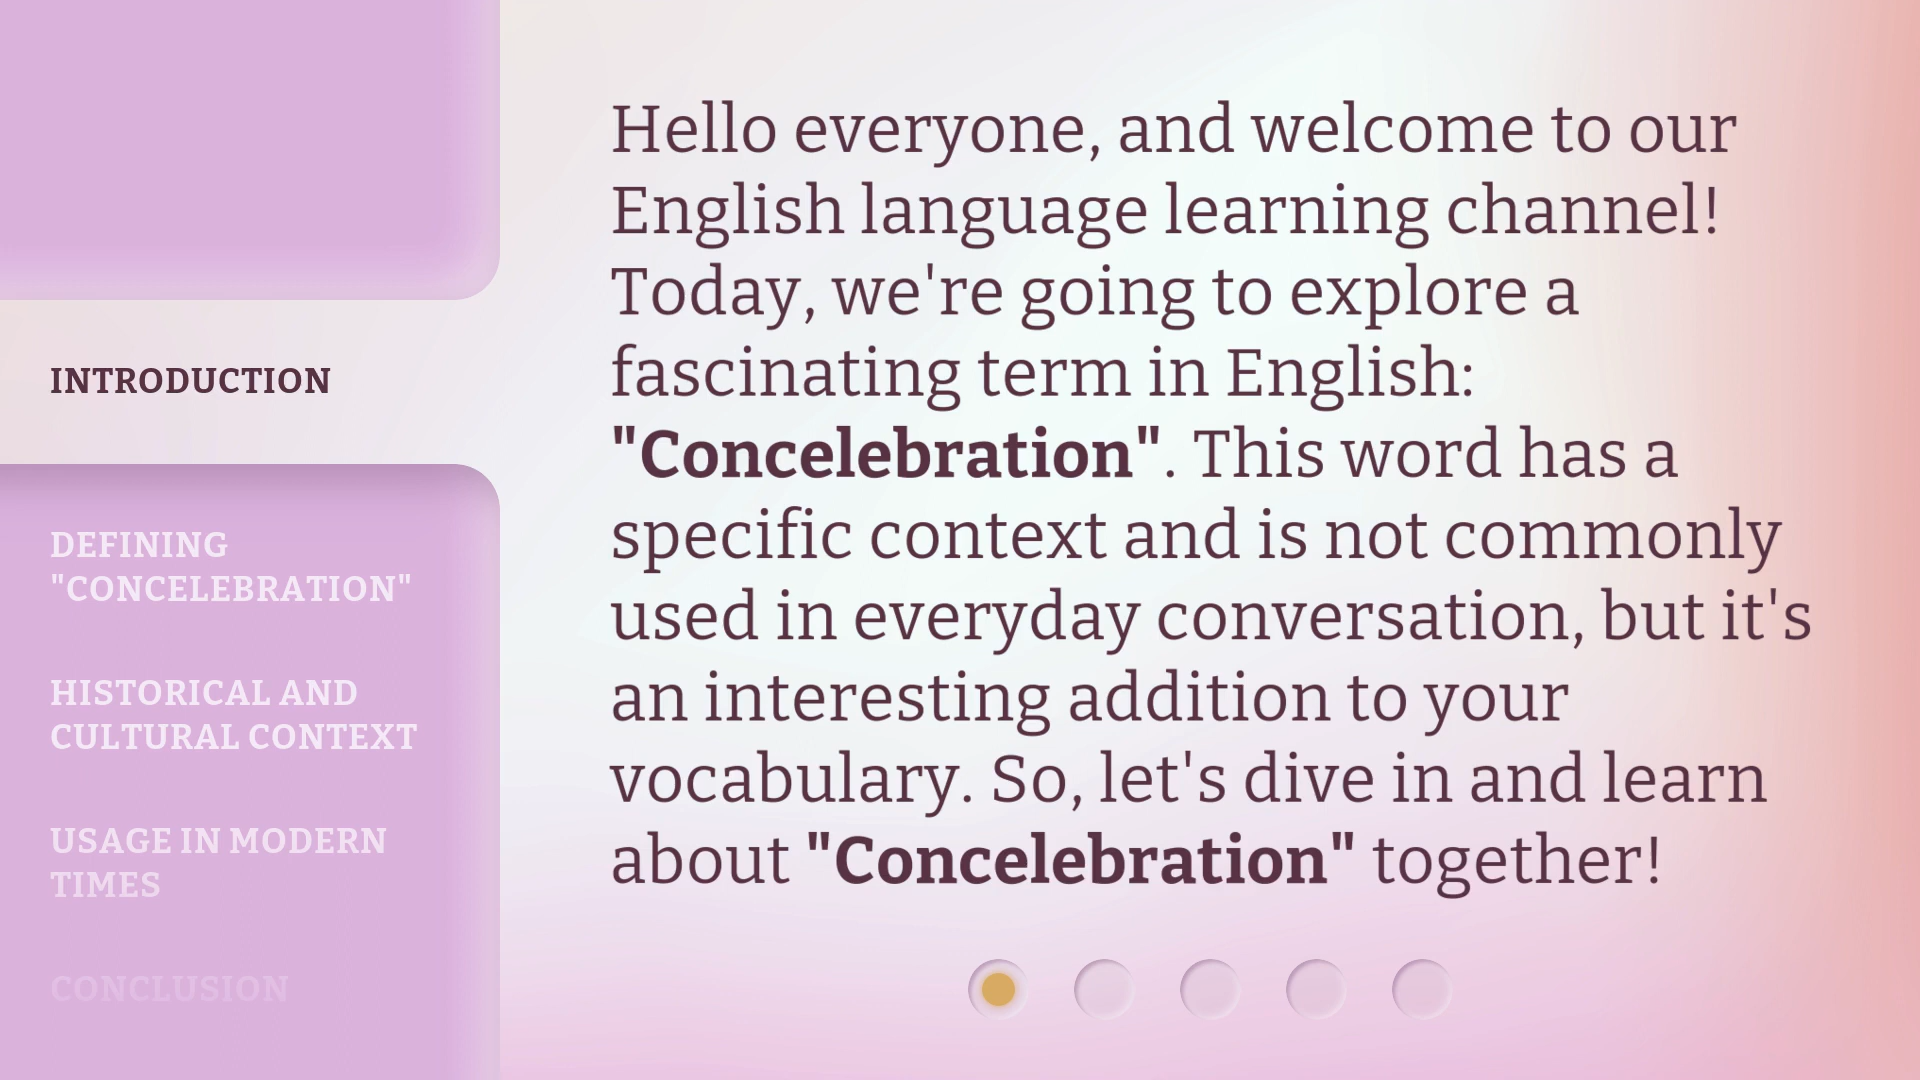 INTRODUCTION
DEFINING
"CONCELEBRATION"
HISTORICAL AND
CULTURAL CONTEXT
USAGE IN MODERN
TIMES
CONCLUSION
Hello everyone, and welcome to our
English language learning channel!
Today, we're going to explore a
fascinating term in English:
"Concelebration". This word has a
specific context and is not commonly
used in everyday conversation, but it's
an interesting addition to your
vocabulary. So, let's dive in and learn
about "Concelebration" together!